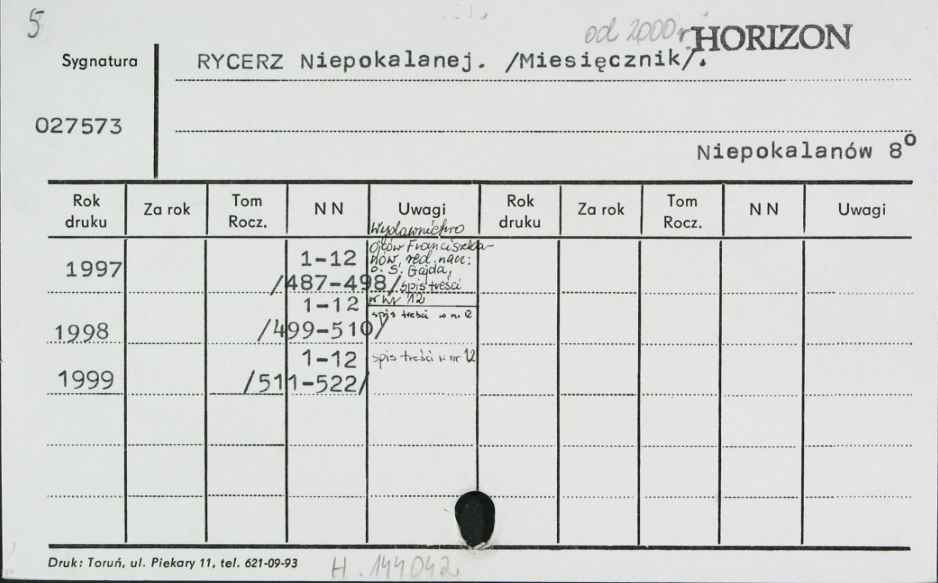 5
od 2000 r. HORIZON
Sygnatura
RYCERZ Niepokalanej. /Miesięcznik/.
027573
Niepokalanów 8º
Rok druku Za rok Tom Rocz. N N Uwagi Rok druku Za rok Tom Rocz. N N Uwagi
Wydawnictwo
Ojców Franciszka-
1997 1-12 nów, red. nacz:
o. S. Gajda,
/487-498/ spis treści
w nr 12
1998 1-12 spis treści w nr 12
/499-510/
1999 1-12 spis treści w nr 12
/511-522/
Druk: Toruń, ul. Piekary 11, tel. 621-09-93
H. 144042